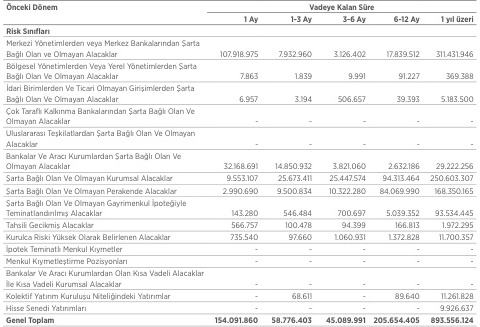 Önceki Dönem Vadeye Kalan Süre
1 Ay 1-3 Ay 3-6 Ay 6-12 Ay 1 yıl üzeri
Risk Sınıfları
Merkezi Yönetimlerden veya Merkez Bankalarından Şarta
Bağlı Olan ve Olmayan Alacaklar 107.918.975 7.932.960 3.126.402 17.839.512 311.431.946
Bölgesel Yönetimlerden Veya Yerel Yönetimlerden Şarta
Bağlı Olan Ve Olmayan Alacaklar 7.863 1.839 9.991 91.227 369.388
İdari Birimlerden Ve Ticari Olmayan Girişimlerden Şarta
Bağlı Olan Ve Olmayan Alacaklar 6.957 3.194 506.657 39.393 5.183.500
Çok Taraflı Kalkınma Bankalarından Şarta Bağlı Olan Ve
Olmayan Alacaklar - - - - -
Uluslararası Teşkilatlardan Şarta Bağlı Olan Ve Olmayan
Alacaklar - - - - -
Bankalar Ve Aracı Kurumlardan Şarta Bağlı Olan Ve
Olmayan Alacaklar 32.168.691 14.850.932 3.821.060 2.632.186 29.222.256
Şarta Bağlı Olan Ve Olmayan Kurumsal Alacaklar 9.553.107 25.673.411 25.447.574 94.313.464 250.603.307
Şarta Bağlı Olan Ve Olmayan Perakende Alacaklar 2.990.690 9.500.834 10.322.280 84.069.990 168.350.165
Şarta Bağlı Olan Ve Olmayan Gayrimenkul İpoteğiyle
Teminatlandırılmış Alacaklar 143.280 546.484 700.697 5.039.352 93.534.445
Tahsili Gecikmiş Alacaklar 566.757 100.478 94.399 166.813 1.972.295
Kurulca Riski Yüksek Olarak Belirlenen Alacaklar 735.540 97.660 1.060.931 1.372.828 11.700.357
İpotek Teminatlı Menkul Kıymetler - - - - -
Menkul Kıymetleştirme Pozisyonları - - - - -
Bankalar Ve Aracı Kurumlardan Olan Kısa Vadeli Alacaklar
İle Kısa Vadeli Kurumsal Alacaklar - - - - -
Kolektif Yatırım Kuruluşu Niteliğindeki Yatırımlar - 68.611 - 89.640 11.261.828
Hisse Senedi Yatırımları - - - - 9.926.637
Genel Toplam 154.091.860 58.776.403 45.089.991 205.654.405 893.556.124